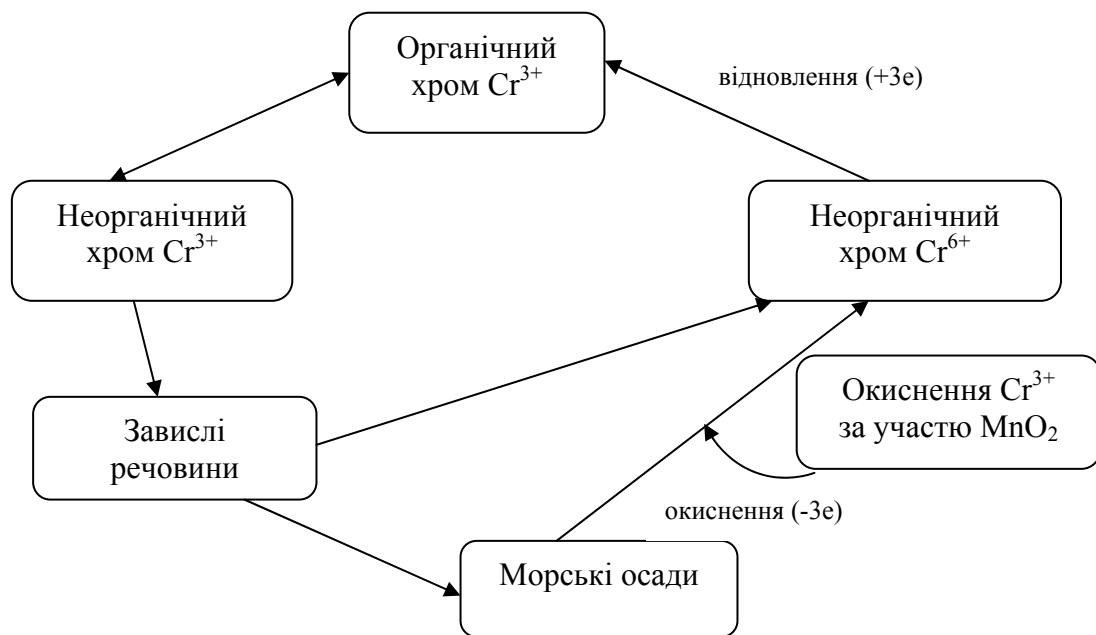 Органічний
хром Cr³⁺
відновлення (+3е)
Неорганічний
хром Cr³⁺
Неорганічний
хром Cr⁶⁺
Окиснення Cr³⁺
за участю MnO₂
Завислі
речовини
окиснення (-3е)
Морські осади